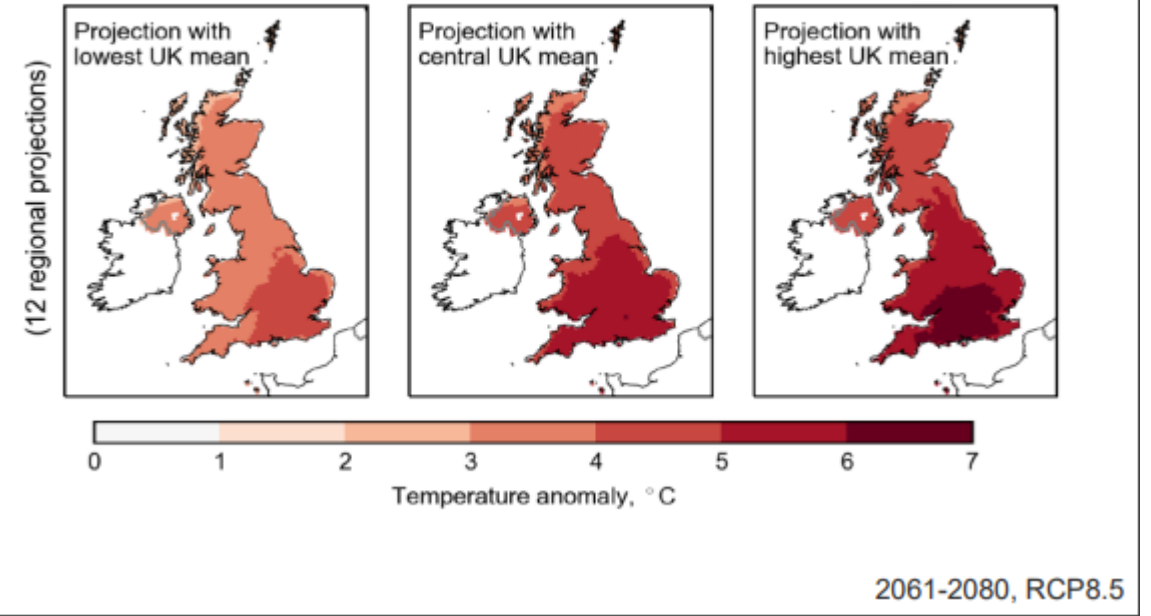 Projection with
lowest UK mean
Projection with
central UK mean
Projection with
highest UK mean
(12 regional projections)
0 1 2 3 4 5 6 7
Temperature anomaly, °C
2061-2080, RCP8.5